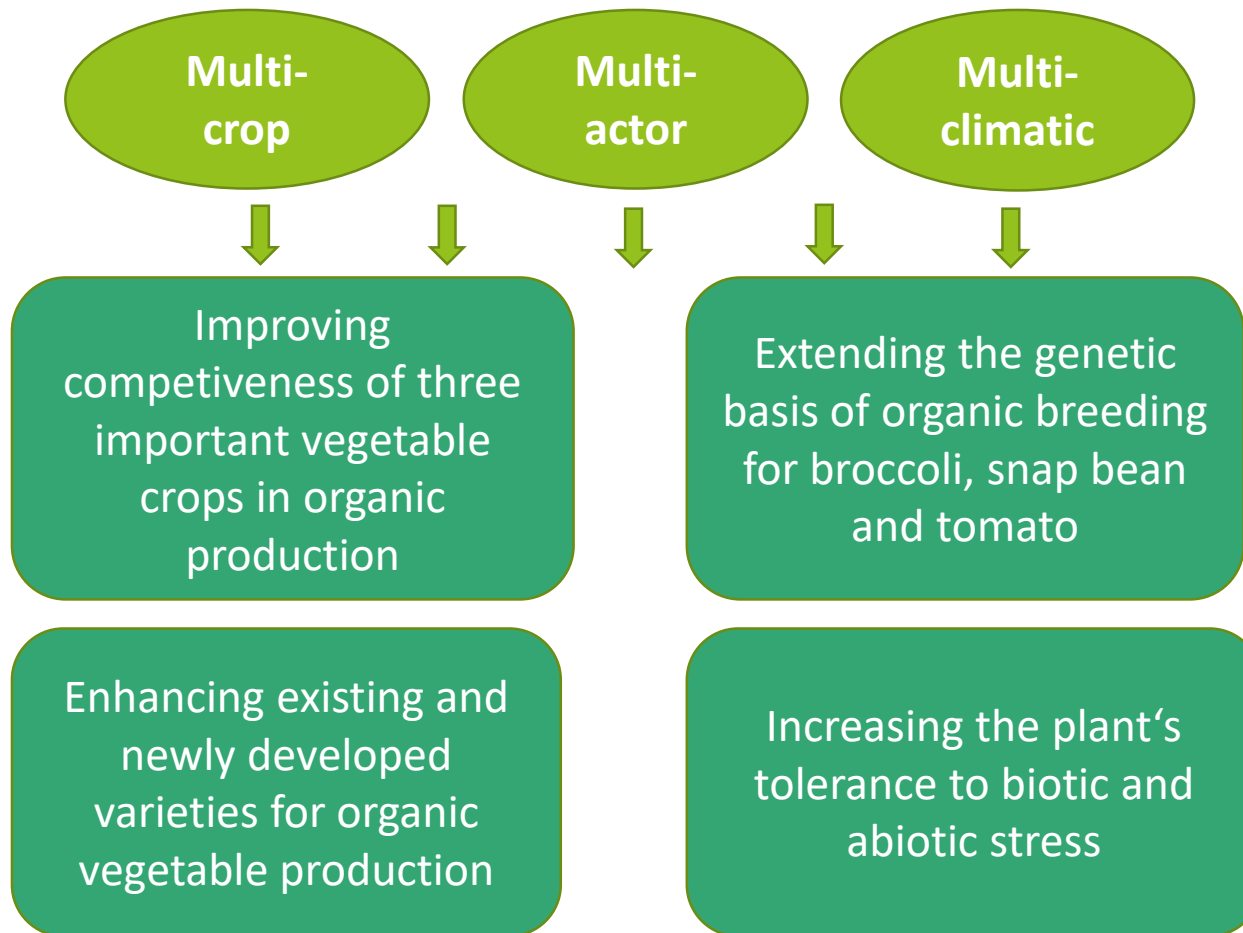 Multi-
crop
Multi-
actor
Multi-
climatic
Improving
competiveness of three
important vegetable
crops in organic
production
Extending the genetic
basis of organic breeding
for broccoli, snap bean
and tomato
Enhancing existing and
newly developed
varieties for organic
vegetable production
Increasing the plant‘s
tolerance to biotic and
abiotic stress